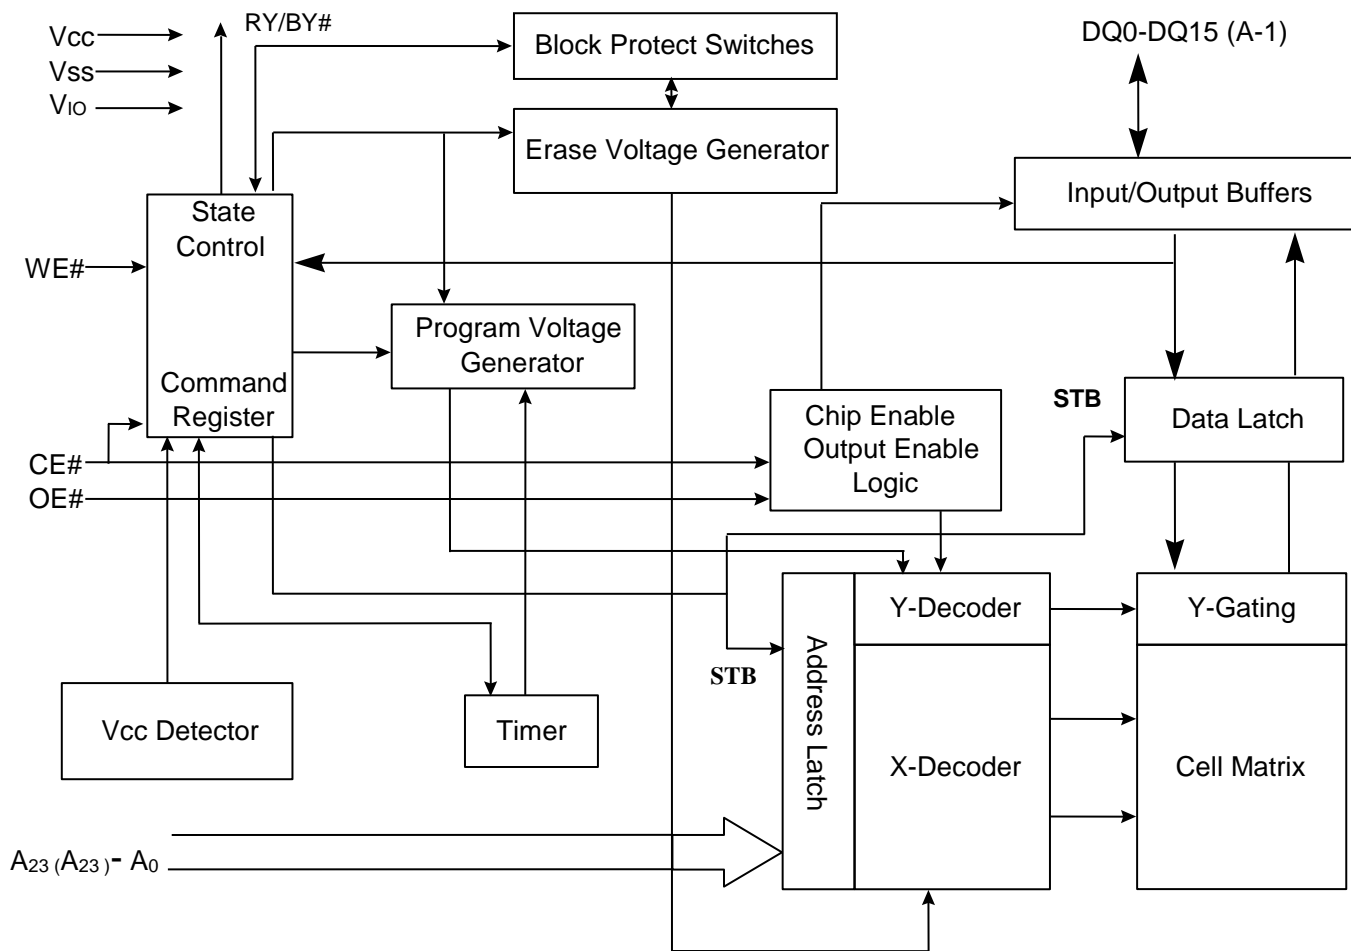 RY/BY#
Vcc
Vss
VIO
Block Protect Switches
DQ0-DQ15 (A-1)
Erase Voltage Generator
Input/Output Buffers
State
Control
WE#
Program Voltage
Generator
Command
Register
STB
Chip Enable
Output Enable
Logic
Data Latch
CE#
OE#
Y-Decoder
Y-Gating
Address Latch
STB
Vcc Detector
Timer
X-Decoder
Cell Matrix
A23 (A23) - A0